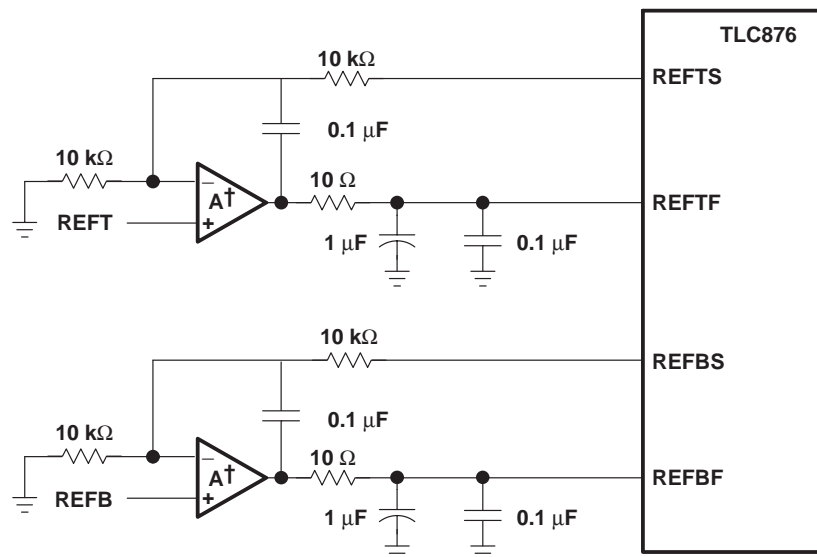 TLC876
10 kΩ
REFTS
0.1 μF
10 kΩ
−
A†
+
10 Ω
REFTF
REFT
1 μF
0.1 μF
10 kΩ
REFBS
0.1 μF
10 kΩ
−
A†
+
10 Ω
REFBF
REFB
1 μF
0.1 μF